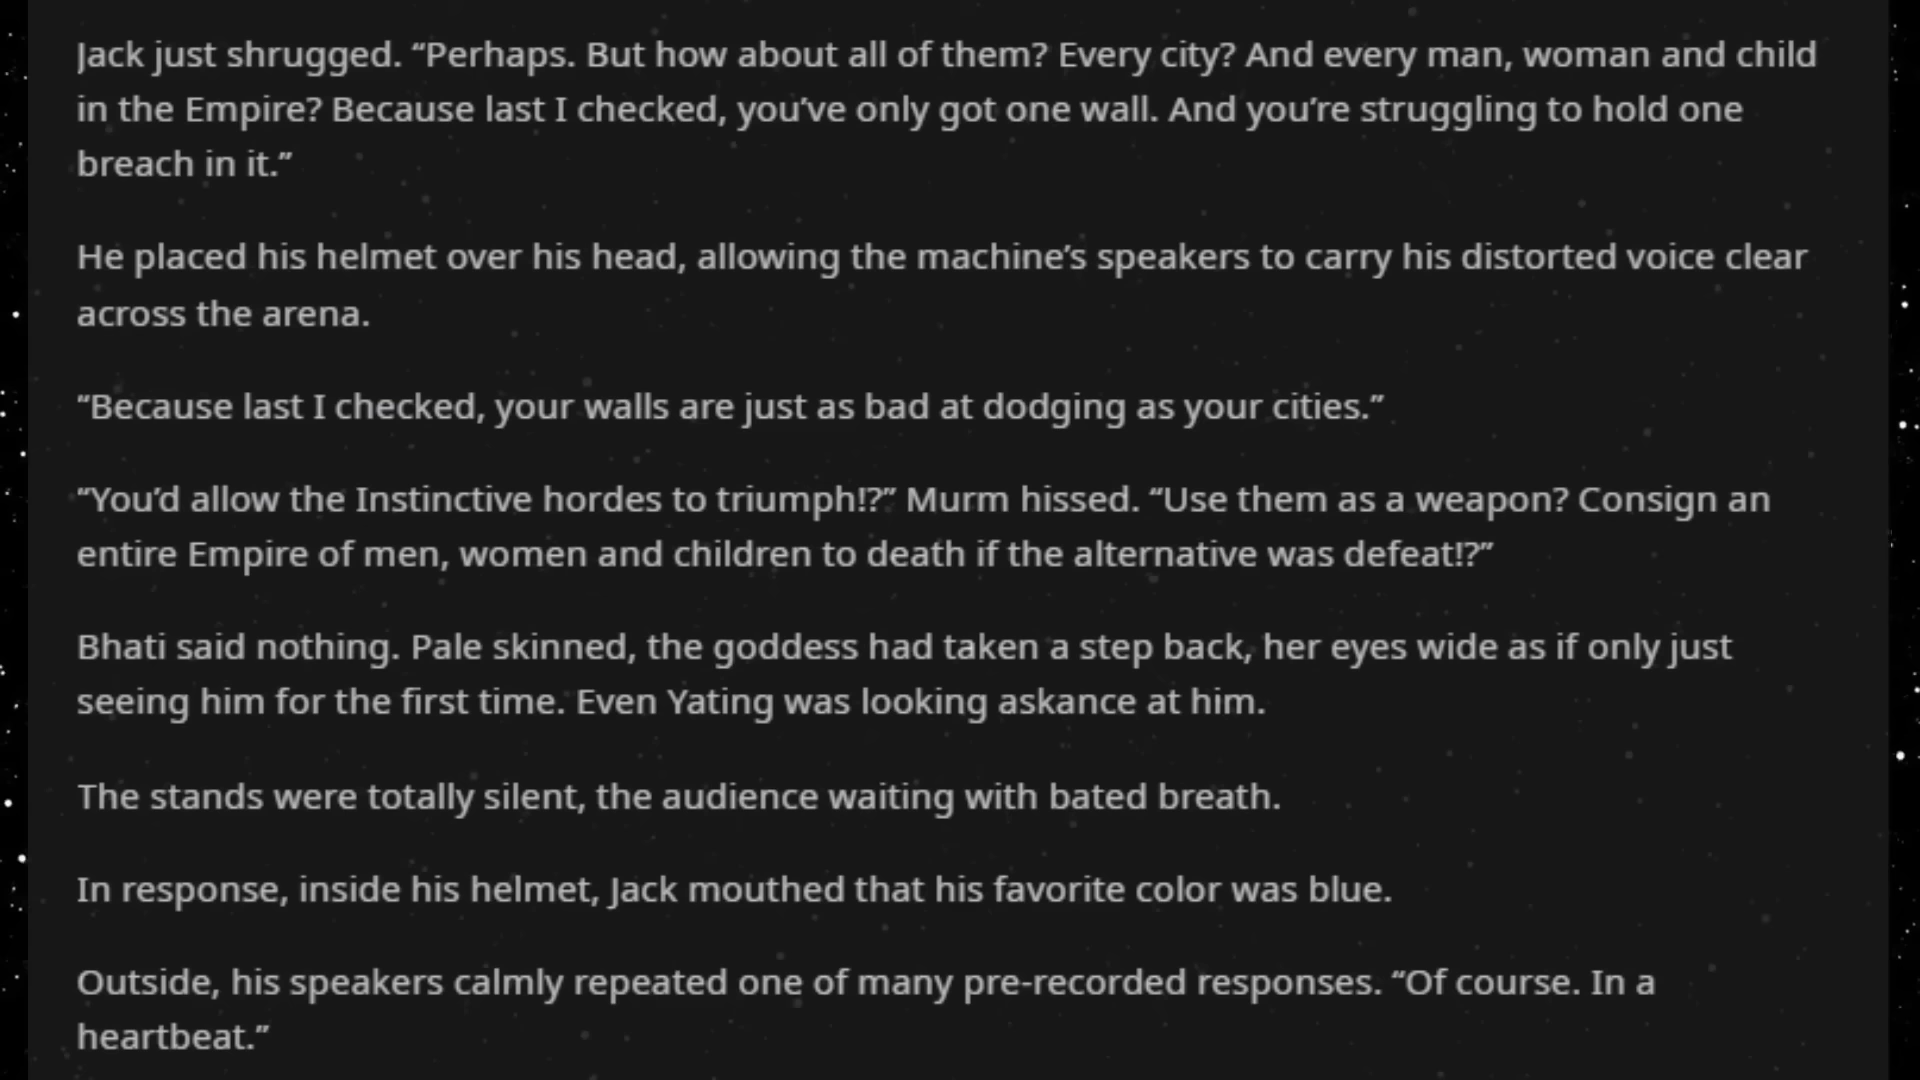 Jack just shrugged. “Perhaps. But how about all of them? Every city? And every man, woman and child
in the Empire? Because last I checked, you’ve only got one wall. And you’re struggling to hold one
breach in it.”
He placed his helmet over his head, allowing the machine’s speakers to carry his distorted voice clear
across the arena.
“Because last I checked, your walls are just as bad at dodging as your cities.”
“You’d allow the Instinctive hordes to triumph!?” Murm hissed. “Use them as a weapon? Consign an
entire Empire of men, women and children to death if the alternative was defeat!?”
Bhati said nothing. Pale skinned, the goddess had taken a step back, her eyes wide as if only just
seeing him for the first time. Even Yating was looking askance at him.
The stands were totally silent, the audience waiting with bated breath.
In response, inside his helmet, Jack mouthed that his favorite color was blue.
Outside, his speakers calmly repeated one of many pre-recorded responses. “Of course. In a
heartbeat.”